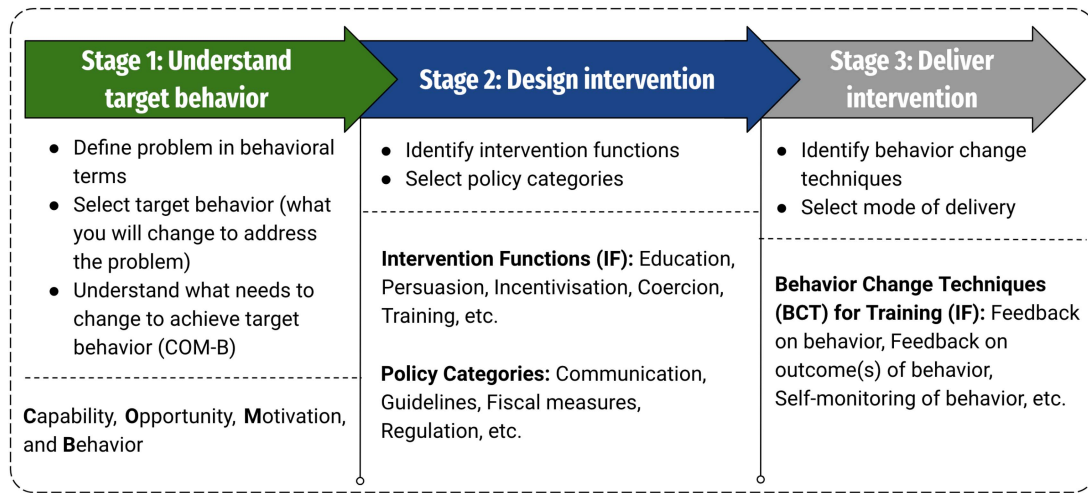 Stage 1: Understand
target behavior
● Define problem in behavioral
terms
● Select target behavior (what
you will change to address
the problem)
● Understand what needs to
change to achieve target
behavior (COM-B)
Capability, Opportunity, Motivation,
and Behavior
Stage 2: Design intervention
● Identify intervention functions
● Select policy categories
Intervention Functions (IF): Education,
Persuasion, Incentivisation, Coercion,
Training, etc.
Policy Categories: Communication,
Guidelines, Fiscal measures,
Regulation, etc.
Stage 3: Deliver
intervention
● Identify behavior change
techniques
● Select mode of delivery
Behavior Change Techniques
(BCT) for Training (IF): Feedback
on behavior, Feedback on
outcome(s) of behavior,
Self-monitoring of behavior, etc.